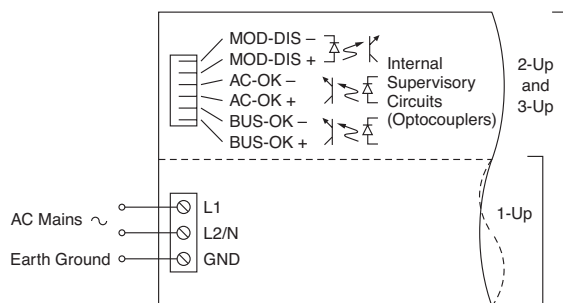 MOD-DIS –
MOD-DIS +
AC-OK –
AC-OK +
BUS-OK –
BUS-OK +
Internal
Supervisory
Circuits
(Optocouplers)
2-Up
and
3-Up
1-Up
AC Mains ~
Earth Ground
L1
L2/N
GND